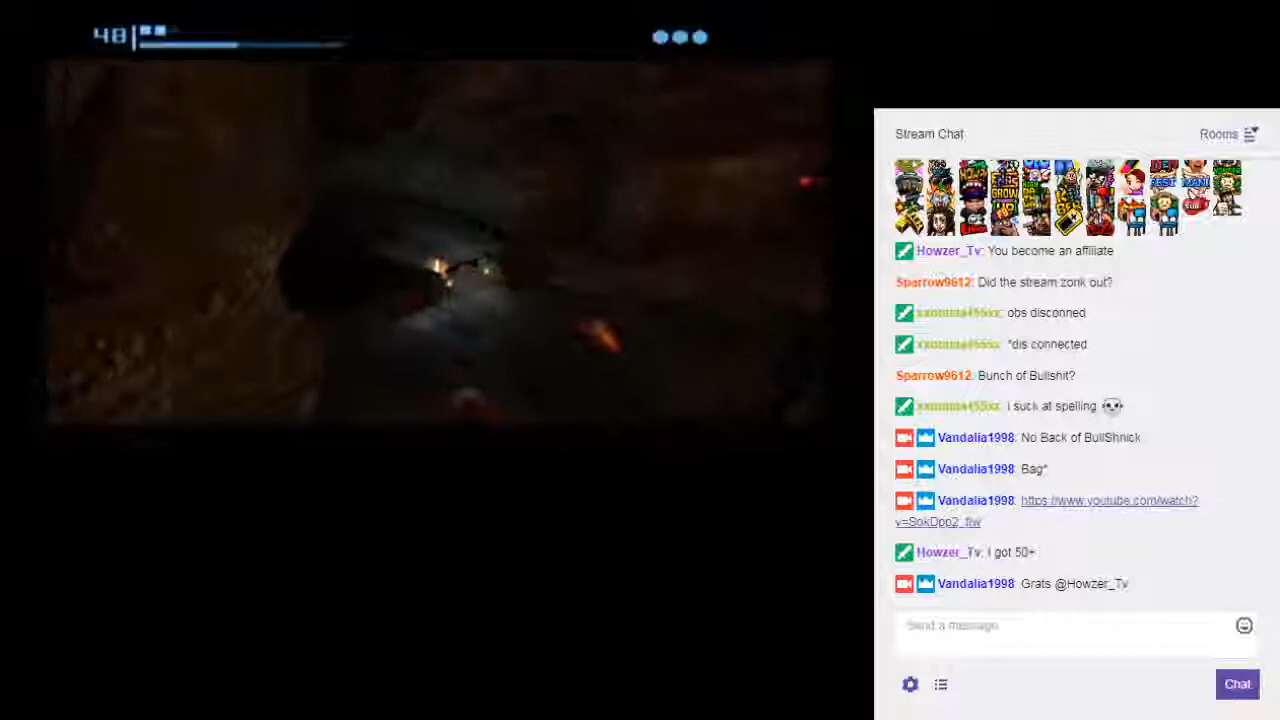 48
Stream Chat
Rooms
Howzer_Tv: You become an affiliate
Sparrow9612: Did the stream zonk out?
obs disconned
*dis connected
Sparrow9612: Bunch of Bullshit?
i suck at spelling
Vandalia1998: No Back of BullShnick
Vandalia1998: Bag*
Vandalia1998: https://www.youtube.com/watch?
Howzer_Tv: I got 50+
Vandalia1998: Grats @Howzer_Tv
Send a message
Chat